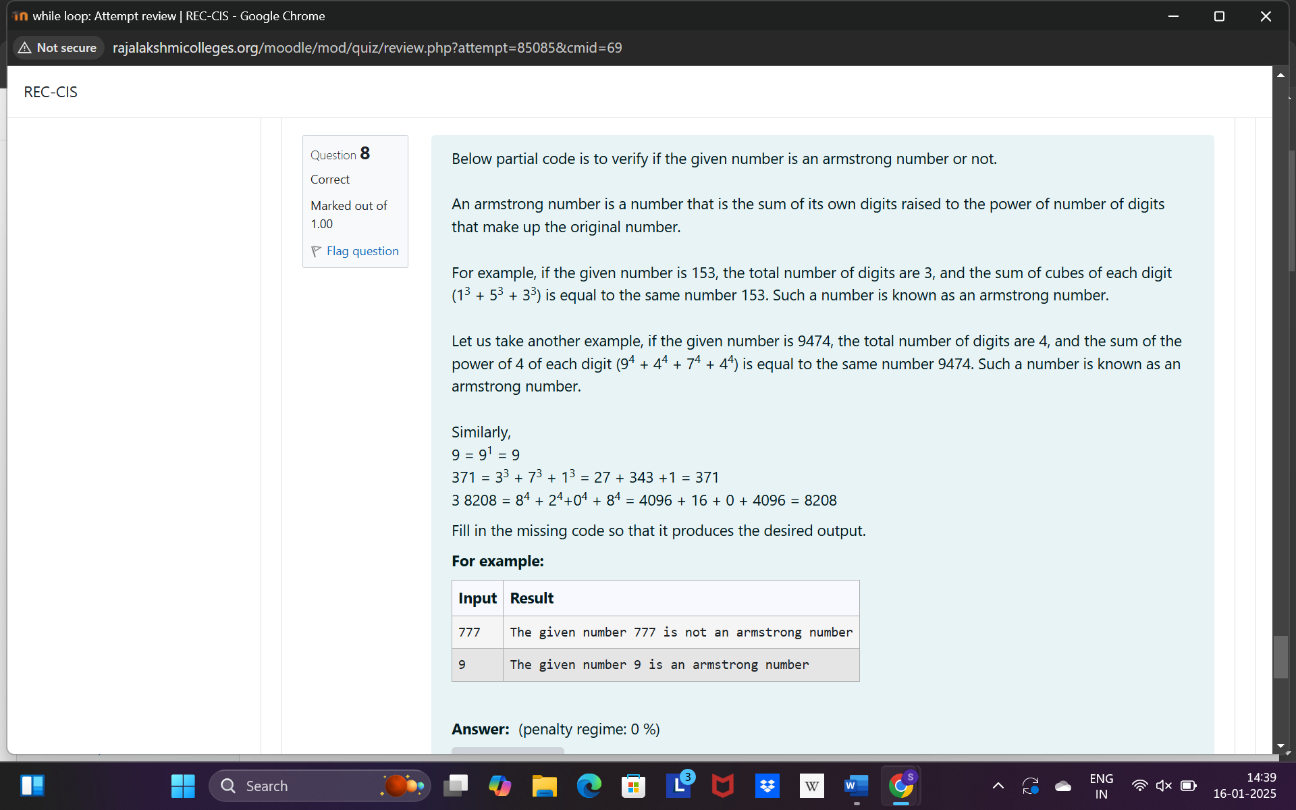 while loop: Attempt review | REC-CIS - Google Chrome
Not secure rajalakshmicolleges.org/moodle/mod/quiz/review.php?attempt=85085&cmid=69
REC-CIS
Question 8
Correct
Marked out of
1.00
Flag question
Below partial code is to verify if the given number is an armstrong number or not.
An armstrong number is a number that is the sum of its own digits raised to the power of number of digits
that make up the original number.
For example, if the given number is 153, the total number of digits are 3, and the sum of cubes of each digit
(1³ + 5³ + 3³) is equal to the same number 153. Such a number is known as an armstrong number.
Let us take another example, if the given number is 9474, the total number of digits are 4, and the sum of the
power of 4 of each digit (9⁴ + 4⁴ + 7⁴ + 4⁴) is equal to the same number 9474. Such a number is known as an
armstrong number.
Similarly,
9 = 9¹ = 9
371 = 3³ + 7³ + 1³ = 27 + 343 +1 = 371
3 8208 = 8⁴ + 2⁴+0⁴ + 8⁴ = 4096 + 16 + 0 + 4096 = 8208
Fill in the missing code so that it produces the desired output.
For example:
Input Result
777 The given number 777 is not an armstrong number
9 The given number 9 is an armstrong number
Answer: (penalty regime: 0 %)
Search
L 3
W
W
S
ENG
IN
14:39
16-01-2025